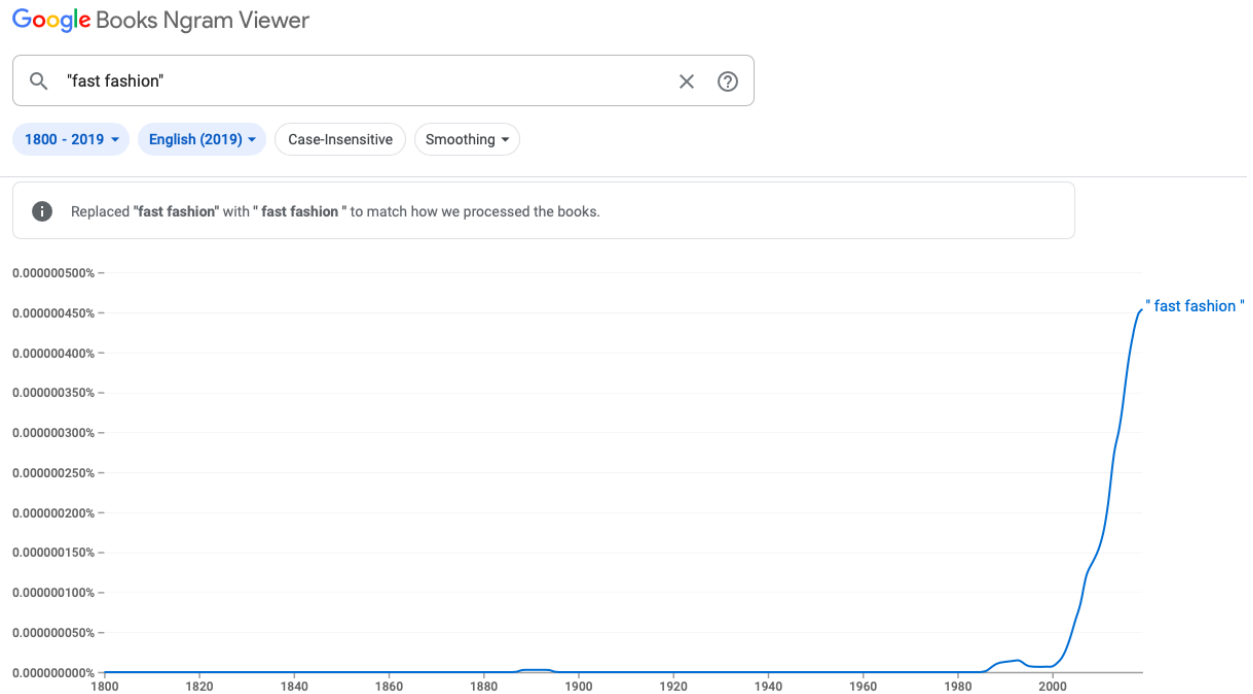 Google Books Ngram Viewer
"fast fashion"
1800 - 2019 English (2019) Case-Insensitive Smoothing
Replaced "fast fashion" with " fast fashion " to match how we processed the books.
0.000000500%
0.000000450%
" fast fashion "
0.000000400%
0.000000350%
0.000000300%
0.000000250%
0.000000200%
0.000000150%
0.000000100%
0.000000050%
0.000000000%
1800 1820 1840 1860 1880 1900 1920 1940 1960 1980 2000